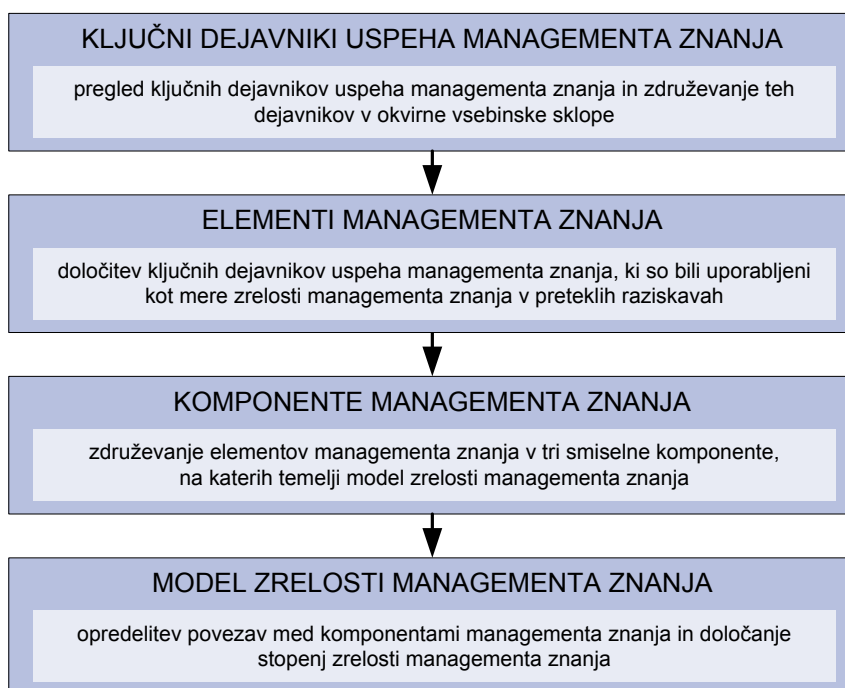 KLJUČNI DEJAVNIKI USPEHA MANAGEMENTA ZNANJA
pregled ključnih dejavnikov uspeha managementa znanja in združevanje teh
dejavnikov v okvirne vsebinske sklope
ELEMENTI MANAGEMENTA ZNANJA
določitev ključnih dejavnikov uspeha managementa znanja, ki so bili uporabljeni
kot mere zrelosti managementa znanja v preteklih raziskavah
KOMPONENTE MANAGEMENTA ZNANJA
združevanje elementov managementa znanja v tri smiselne komponente,
na katerih temelji model zrelosti managementa znanja
MODEL ZRELOSTI MANAGEMENTA ZNANJA
opredelitev povezav med komponentami managementa znanja in določanje
stopenj zrelosti managementa znanja